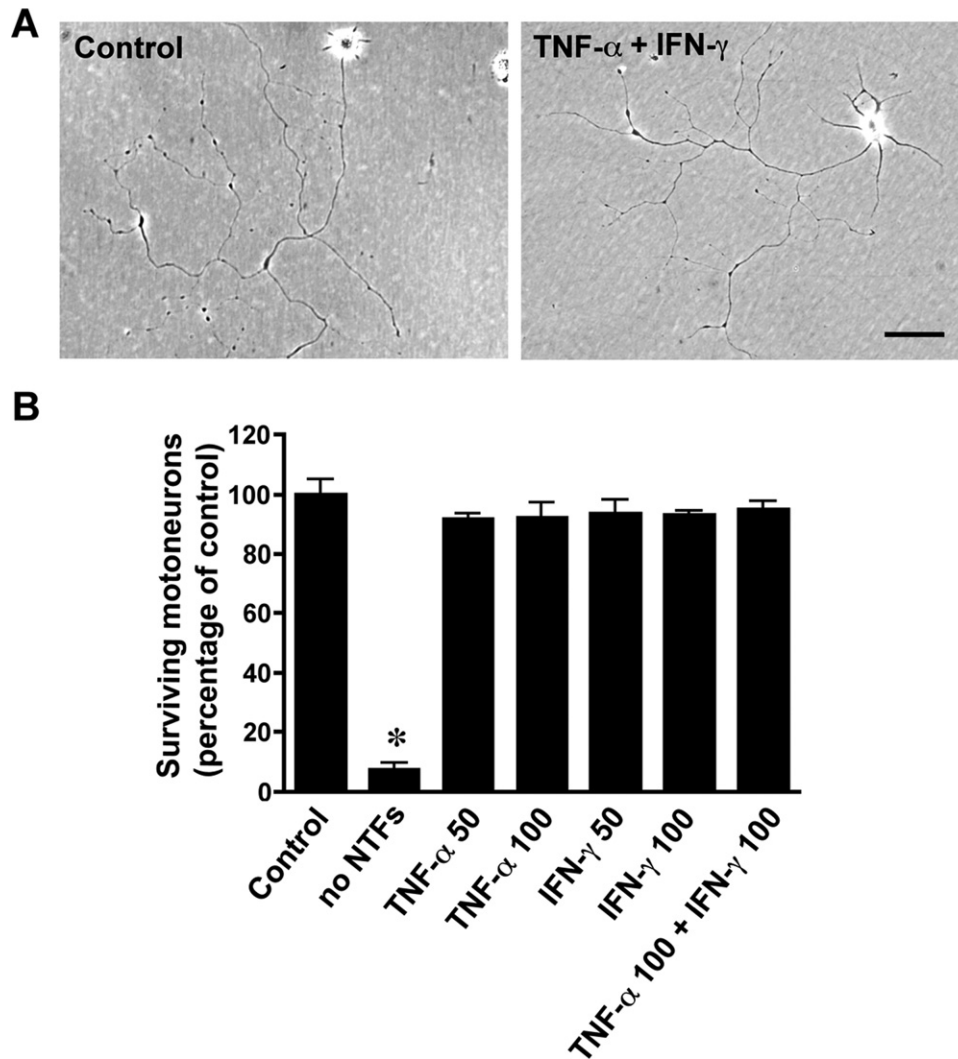 A
Control
TNF-α + IFN-γ
B
Surviving motoneurons
(percentage of control)
120
100
80
60
40
20
0
*
Control
no NTFs
TNF-α 50
TNF-α 100
IFN-γ 50
IFN-γ 100
TNF-α 100 + IFN-γ 100